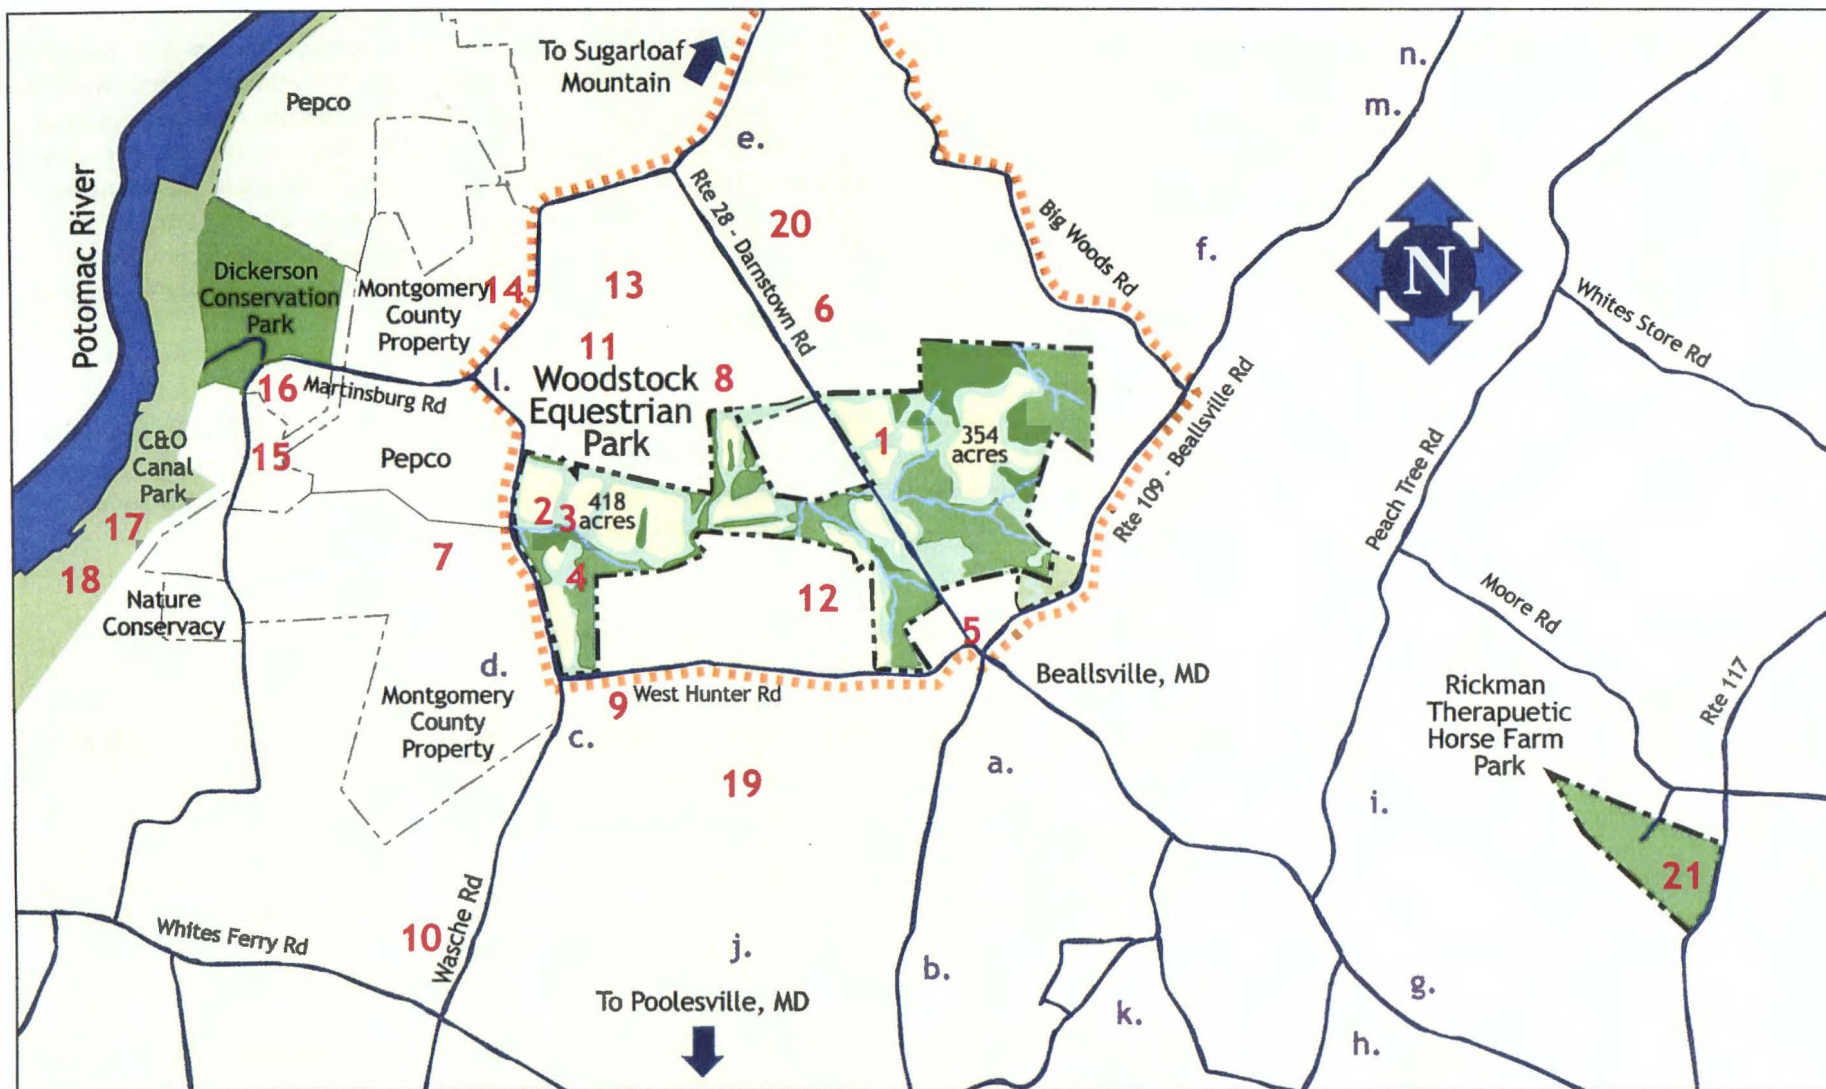 To Sugarloaf
Mountain
n.
Pepco
m.
e.
Potomac River
Rte 28 - Darnstown Rd
20
Big Woods Rd
f.
N
Dickerson
Conservation
Park
Montgomery
County
Property
14
13
6
Whites Store Rd
11
l.
Woodstock
Equestrian
Park
8
16
Martinsburg Rd
C&O
Canal
Park
15
Pepco
1
354
acres
Rte 109 - Beallsville Rd
Peach Tree Rd
2
3
418
acres
17
7
18
4
12
Nature
Conservacy
Moore Rd
5
d.
Beallsville, MD
Montgomery
County
Property
9
West Hunter Rd
Rickman
Therapuetic
Horse Farm
Park
Rte 117
c.
a.
19
i.
21
Whites Ferry Rd
10
Wasche Rd
j.
b.
g.
To Poolesville, MD
k.
h.